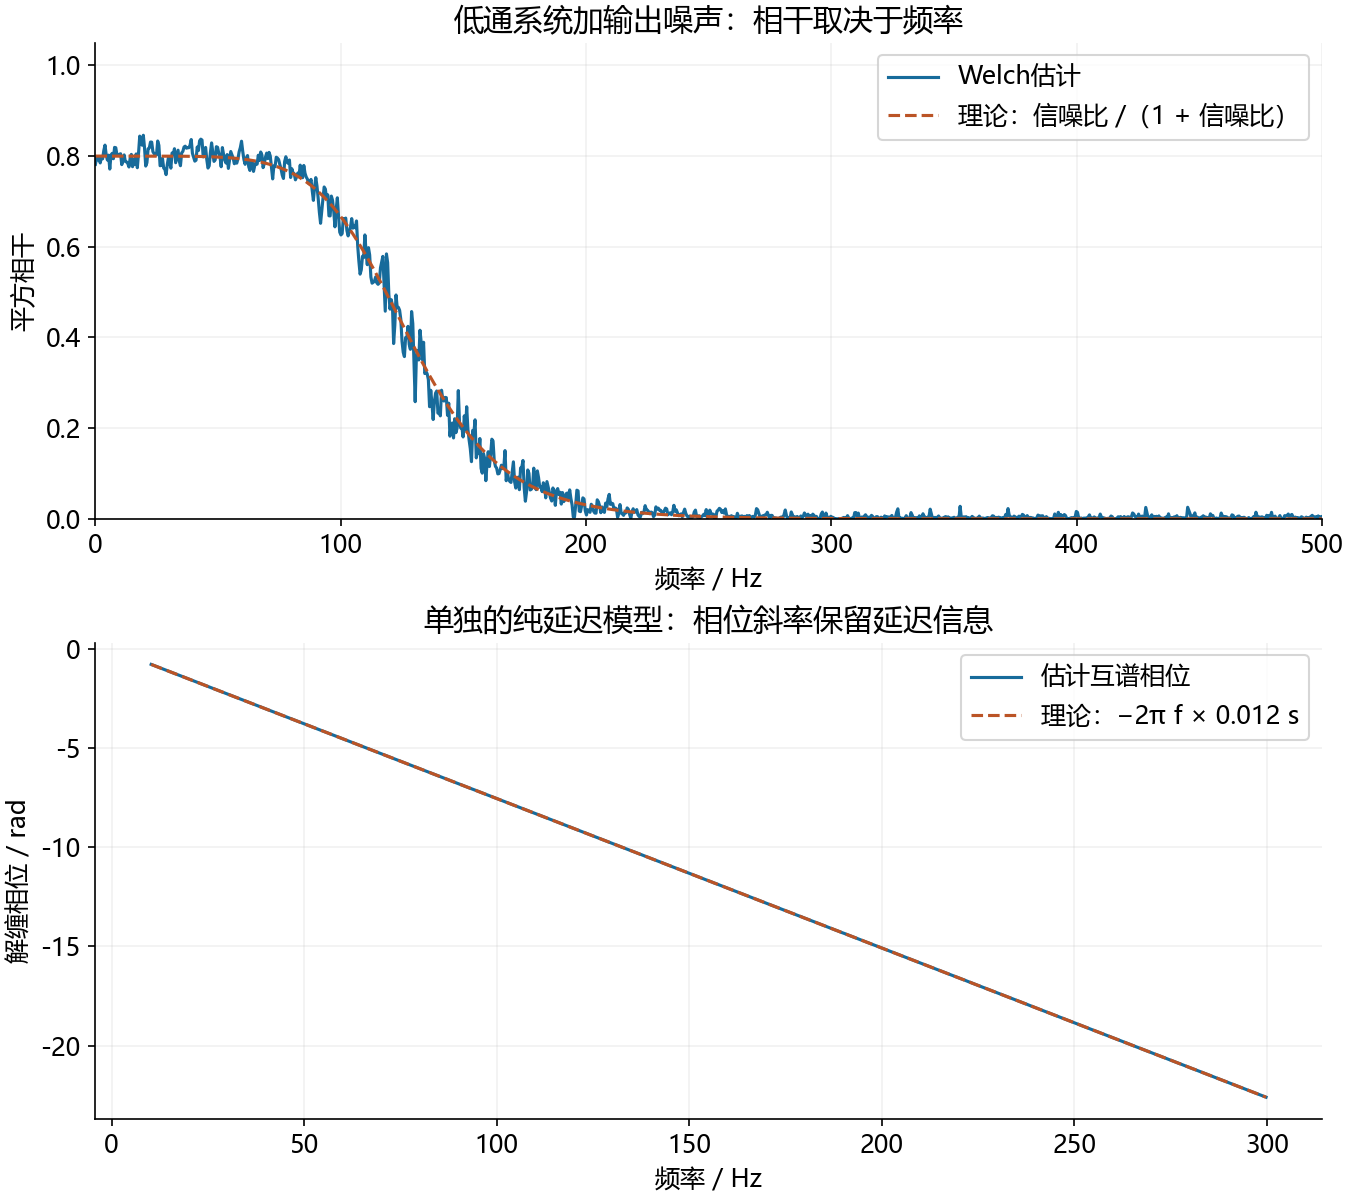 低通系统加输出噪声：相干取决于频率
1.0
0.8
0.6
0.4
0.2
0.0
平方相干
Welch估计
理论：信噪比 /（1 + 信噪比）
0 100 200 300 400 500
频率 / Hz
单独的纯延迟模型：相位斜率保留延迟信息
0
-5
-10
-15
-20
解缠相位 / rad
估计互谱相位
理论：−2π f × 0.012 s
0 50 100 150 200 250 300
频率 / Hz